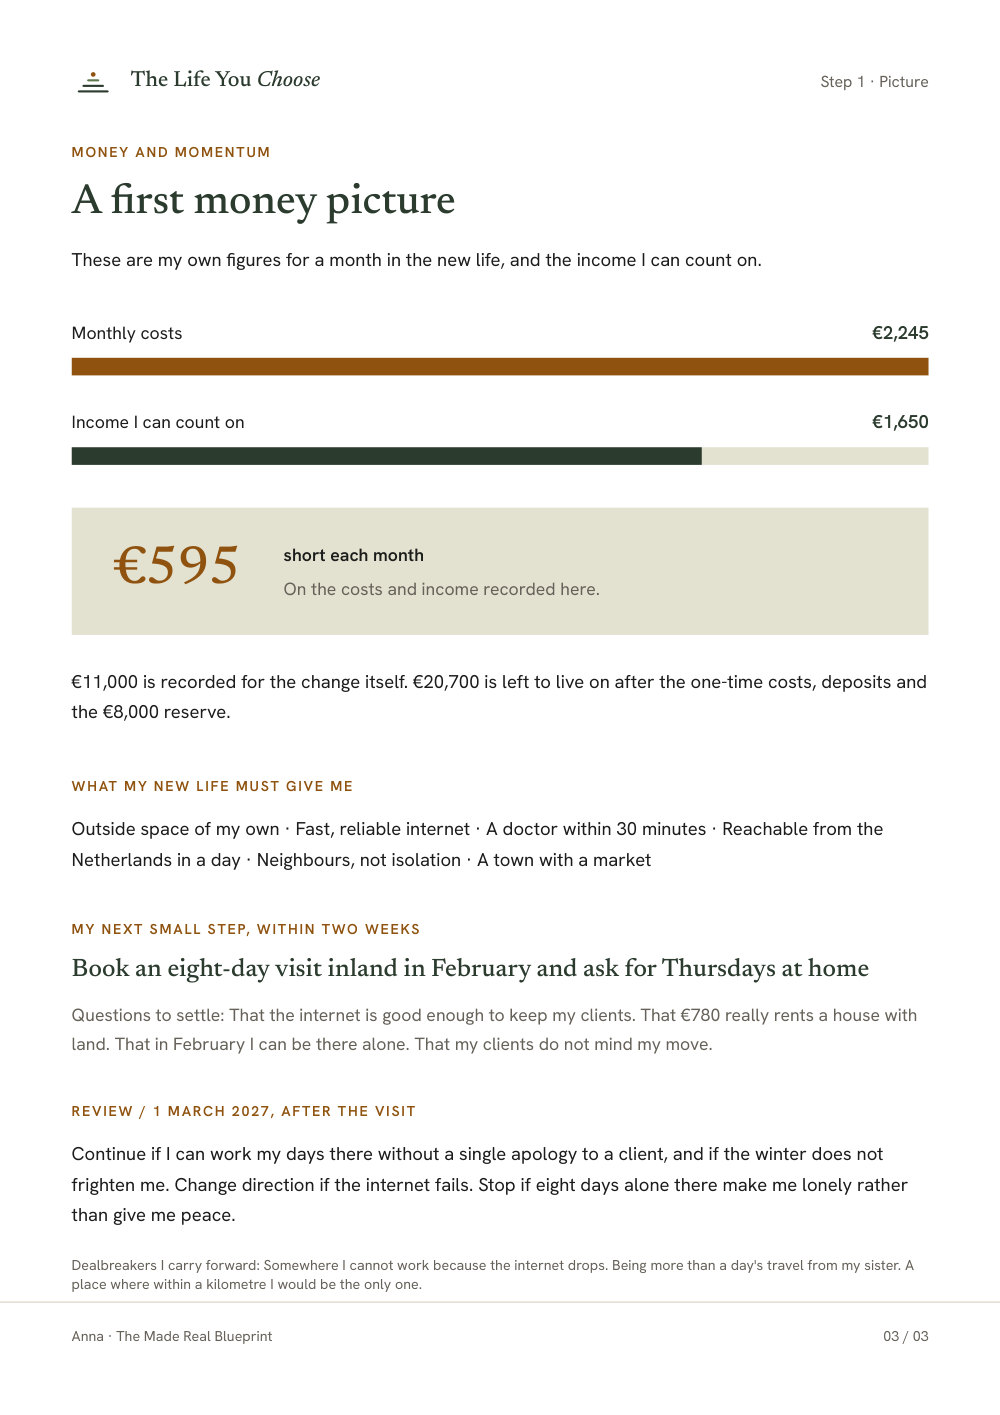 The Life You Choose
Step 1 · Picture
MONEY AND MOMENTUM
A first money picture
These are my own figures for a month in the new life, and the income I can count on.
Monthly costs
€2,245
Income I can count on
€1,650
€595
short each month
On the costs and income recorded here.
€11,000 is recorded for the change itself. €20,700 is left to live on after the one-time costs, deposits and
the €8,000 reserve.
WHAT MY NEW LIFE MUST GIVE ME
Outside space of my own · Fast, reliable internet · A doctor within 30 minutes · Reachable from the
Netherlands in a day · Neighbours, not isolation · A town with a market
MY NEXT SMALL STEP, WITHIN TWO WEEKS
Book an eight-day visit inland in February and ask for Thursdays at home
Questions to settle: That the internet is good enough to keep my clients. That €780 really rents a house with
land. That in February I can be there alone. That my clients do not mind my move.
REVIEW / 1 MARCH 2027, AFTER THE VISIT
Continue if I can work my days there without a single apology to a client, and if the winter does not
frighten me. Change direction if the internet fails. Stop if eight days alone there make me lonely rather
than give me peace.
Dealbreakers I carry forward: Somewhere I cannot work because the internet drops. Being more than a day's travel from my sister. A
place where within a kilometre I would be the only one.
Anna · The Made Real Blueprint
03 / 03